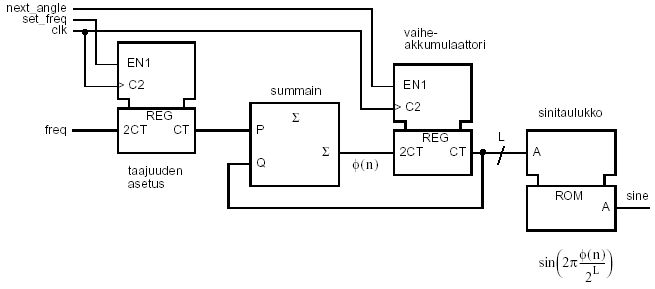 next_angle
set_freq
clk
vaihe-
akkumulaattori
EN1
C2
REG
2CT CT
freq
taajuuden
asetus
summain
Σ
P
Q
Σ
ϕ(n)
EN1
C2
REG
2CT CT
L
sinitaulukko
A
ROM
A
sine
sin(2π ϕ(n)/2^L)